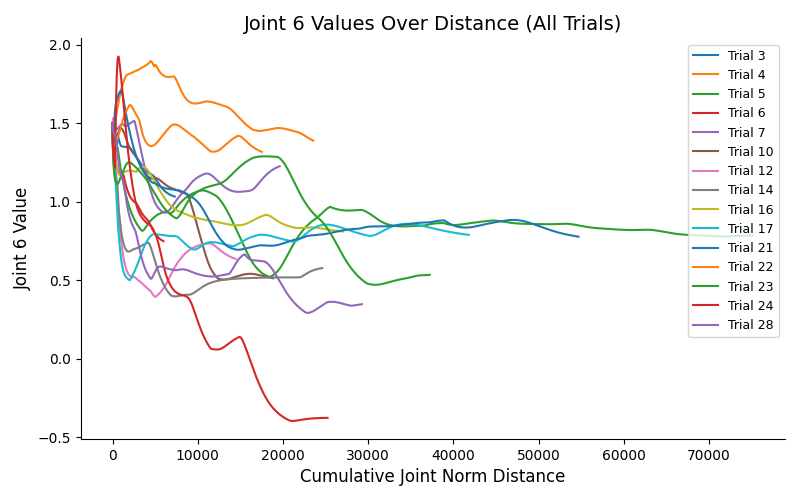 Joint 6 Values Over Distance (All Trials)
Joint 6 Value
2.0
1.5
1.0
0.5
0.0
−0.5
0
10000
20000
30000
40000
50000
60000
70000
Cumulative Joint Norm Distance
Trial 3
Trial 4
Trial 5
Trial 6
Trial 7
Trial 10
Trial 12
Trial 14
Trial 16
Trial 17
Trial 21
Trial 22
Trial 23
Trial 24
Trial 28